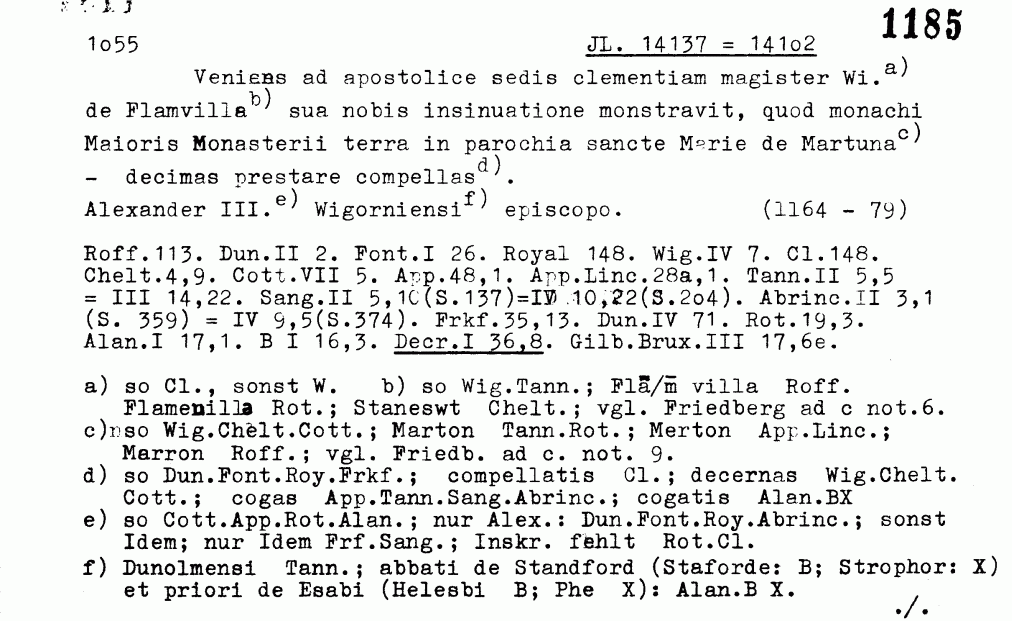 1185
1o55 JL. 14137 = 141o2
Veniens ad apostolice sedis clementiam magister Wi.a)
de Flamvillab) sua nobis insinuatione monstravit, quod monachi
Maioris Monasterii terra in parochia sancte Marie de Martunac)
- decimas prestare compellasd).
Alexander III.e) Wigorniensif) episcopo. (1164 - 79)
Roff.113. Dun.II 2. Font.I 26. Royal 148. Wig.IV 7. Cl.148.
Chelt.4,9. Cott.VII 5. App.48,1. App.Linc.28a,1. Tann.II 5,5
= III 14,22. Sang.II 5,10(S.137)=IV 10,22(S.2o4). Abrinc.II 3,1
(S. 359) = IV 9,5(S.374). Frkf.35,13. Dun.IV 71. Rot.19,3.
Alan.I 17,1. B I 16,3. Decr.I 36,8. Gilb.Brux.III 17,6e.
a) so Cl., sonst W. b) so Wig.Tann.; Flā/m̄ villa Roff.
Flamenilla Rot.; Staneswt Chelt.; vgl. Friedberg ad c not.6.
c) so Wig.Chelt.Cott.; Marton Tann.Rot.; Merton App.Linc.;
Marron Roff.; vgl. Friedb. ad c. not. 9.
d) so Dun.Font.Roy.Frkf.; compellatis Cl.; decernas Wig.Chelt.
Cott.; cogas App.Tann.Sang.Abrinc.; cogatis Alan.BX
e) so Cott.App.Rot.Alan.; nur Alex.: Dun.Font.Roy.Abrinc.; sonst
Idem; nur Idem Frf.Sang.; Inskr. fehlt Rot.Cl.
f) Dunolmensi Tann.; abbati de Standford (Staforde: B; Strophor: X)
et priori de Esabi (Helesbi B; Phe X): Alan.B X.
./.